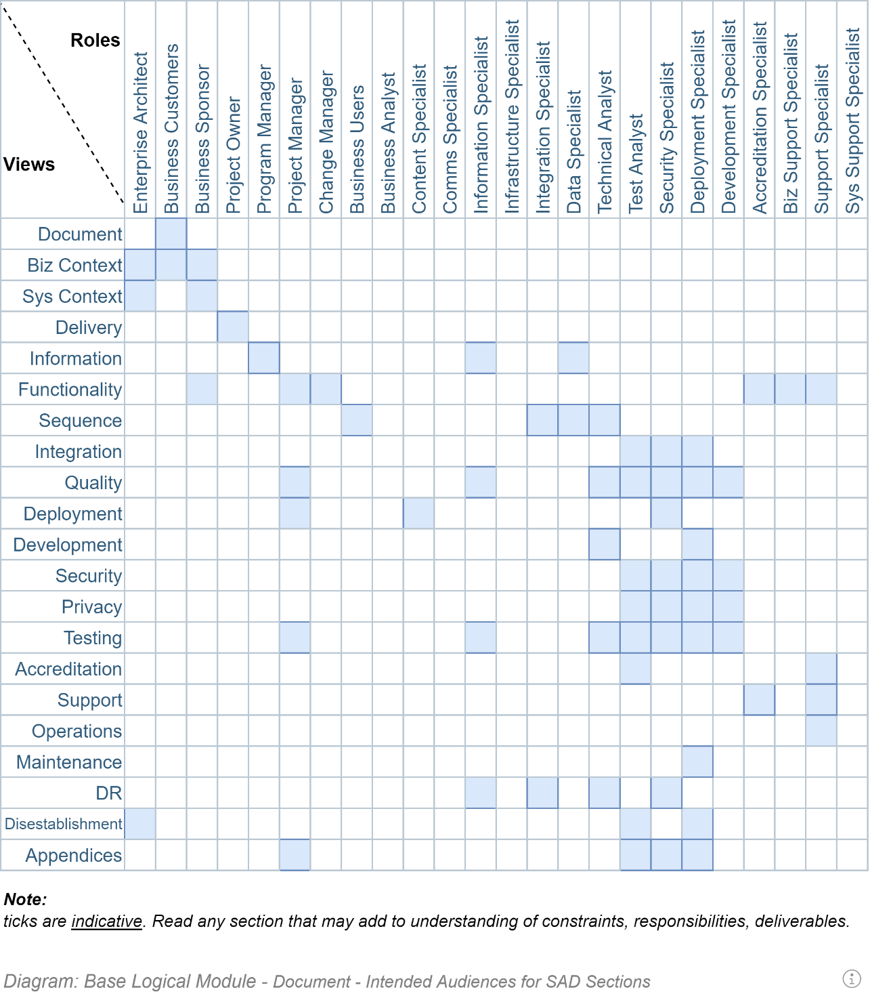 Roles
Views
Enterprise Architect
Business Customers
Business Sponsor
Project Owner
Program Manager
Project Manager
Change Manager
Business Users
Business Analyst
Content Specialist
Comms Specialist
Information Specialist
Infrastructure Specialist
Integration Specialist
Data Specialist
Technical Analyst
Test Analyst
Security Specialist
Deployment Specialist
Development Specialist
Accreditation Specialist
Biz Support Specialist
Support Specialist
Sys Support Specialist
Document
Biz Context
Sys Context
Delivery
Information
Functionality
Sequence
Integration
Quality
Deployment
Development
Security
Privacy
Testing
Accreditation
Support
Operations
Maintenance
DR
Disestablishment
Appendices
Note:
ticks are indicative. Read any section that may add to understanding of constraints, responsibilities, deliverables.
Diagram: Base Logical Module - Document - Intended Audiences for SAD Sections